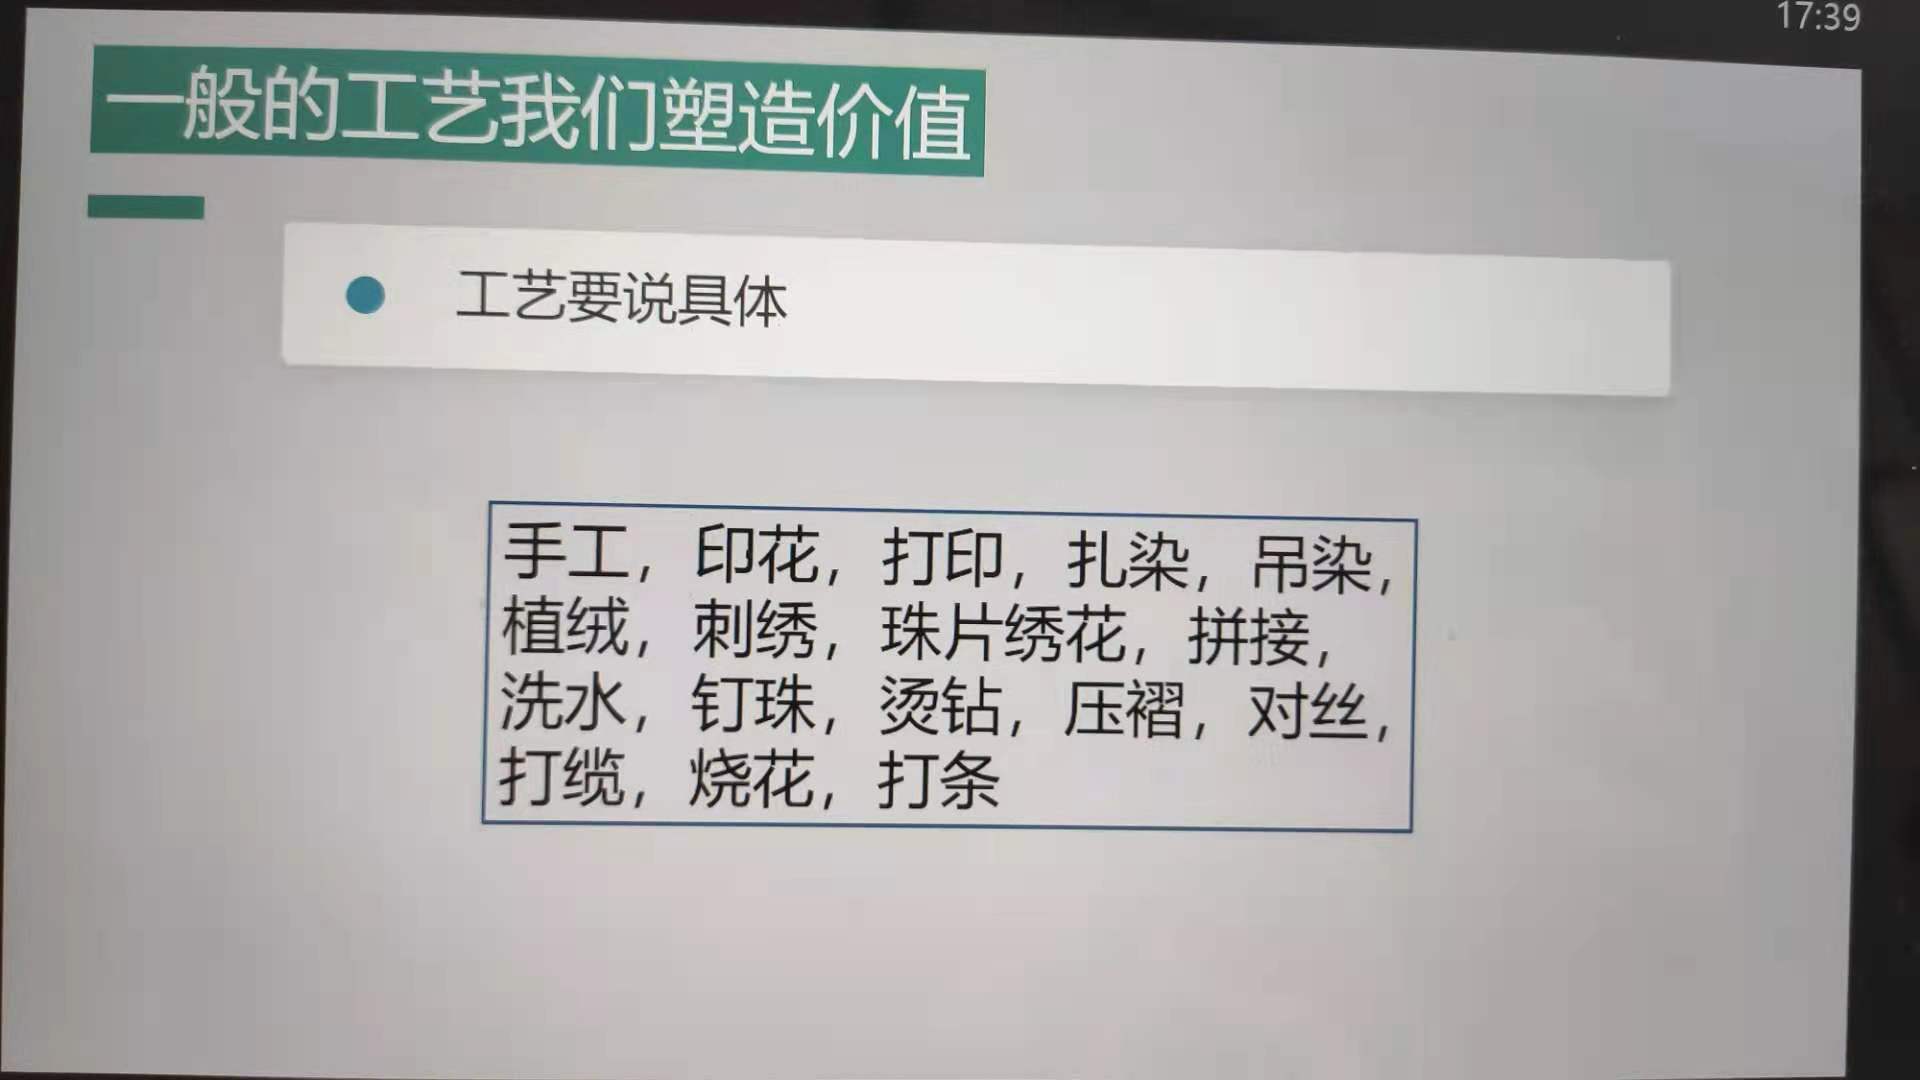 17:39
一般的工艺我们塑造价值
工艺要说具体
手工，印花，打印，扎染，吊染，
植绒，刺绣，珠片绣花，拼接，
洗水，钉珠，烫钻，压褶，对丝，
打缆，烧花，打条